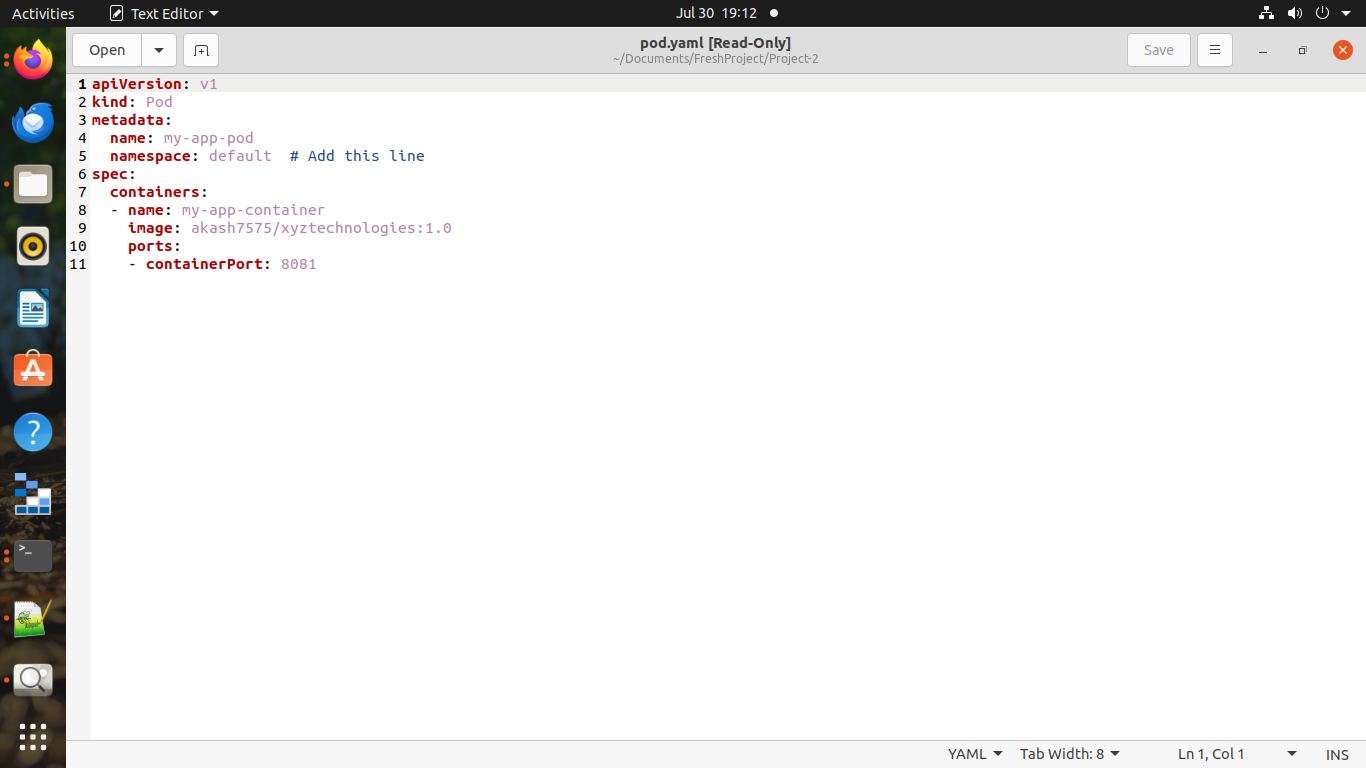 Activities Text Editor Jul 30 19:12
Open pod.yaml [Read-Only] Save
~/Documents/FreshProject/Project-2
1 apiVersion: v1
2 kind: Pod
3 metadata:
4   name: my-app-pod
5   namespace: default  # Add this line
6 spec:
7   containers:
8   - name: my-app-container
9     image: akash7575/xyztechnologies:1.0
10     ports:
11     - containerPort: 8081
YAML Tab Width: 8 Ln 1, Col 1 INS